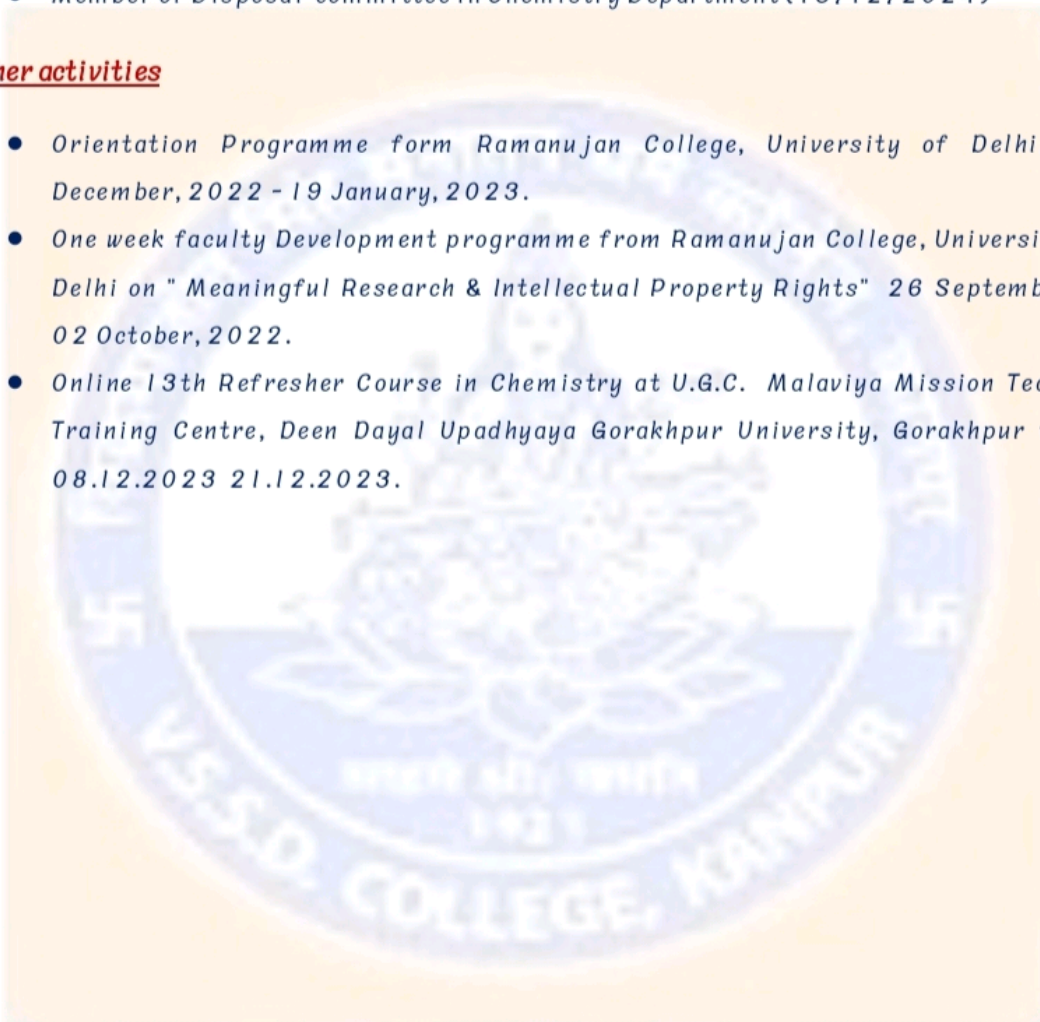 her activities
Orientation Programme form Ramanujan College, University of Delhi
December, 2022 - 19 January, 2023.
One week faculty Development programme from Ramanujan College, Universi
Delhi on " Meaningful Research & Intellectual Property Rights" 26 Septemb
02 October, 2022.
Online 13th Refresher Course in Chemistry at U.G.C. Malaviya Mission Tea
Training Centre, Deen Dayal Upadhyaya Gorakhpur University, Gorakhpur
08.12.2023 21.12.2023.
V.S.S.D. COLLEGE, KANPUR